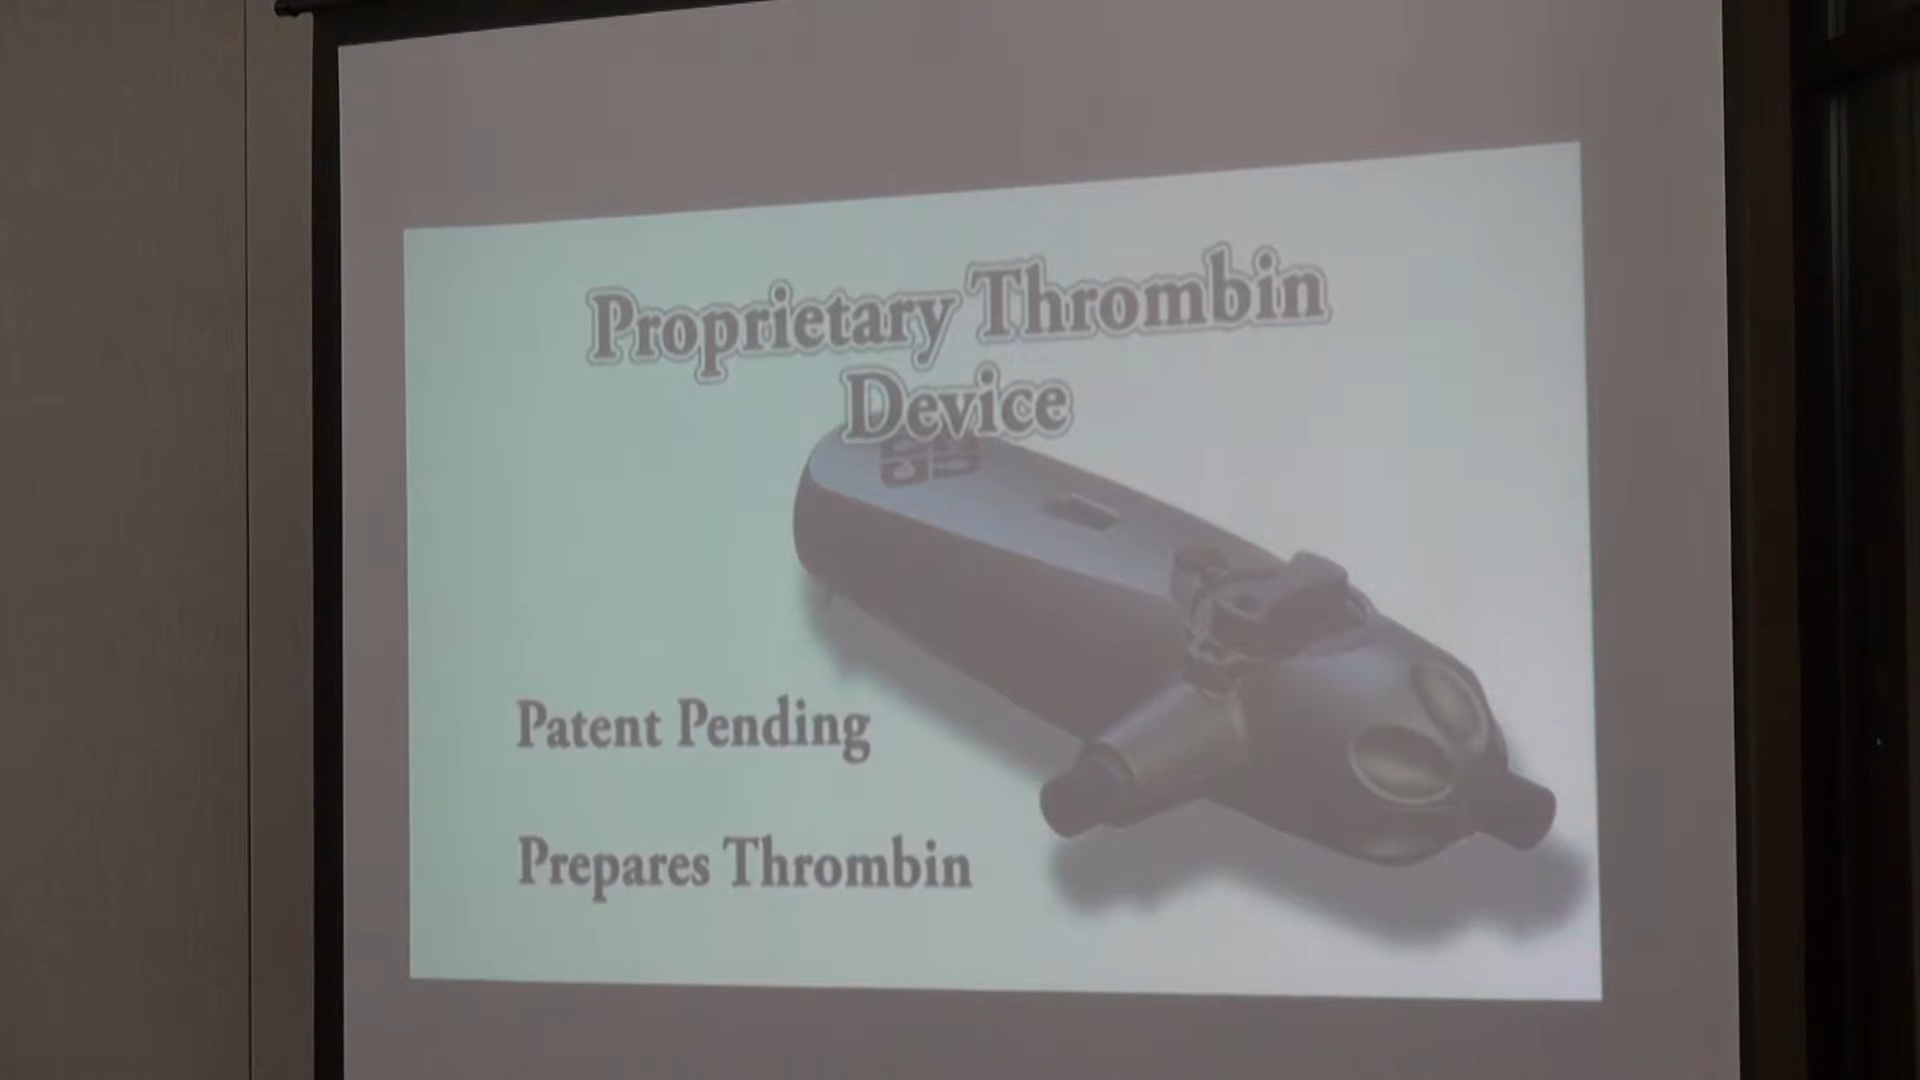 Proprietary Thrombin
Device
Patent Pending
Prepares Thrombin